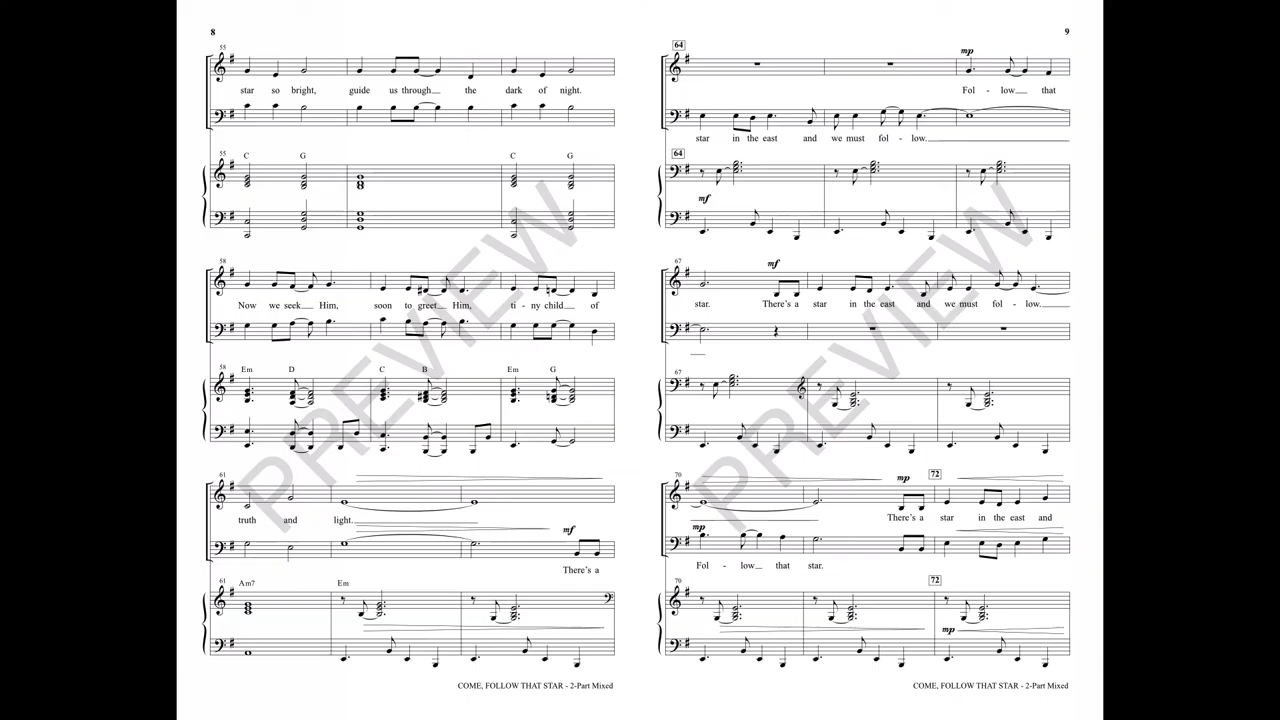 8
55
star so bright, guide us through the dark of night.
55
C G C G
58
Now we seek Him, soon to greet Him, ti - ny child of
58
Em D C B Em G
61
truth and light.
mf
There's a
61
Am7 Em
COME, FOLLOW THAT STAR - 2-Part Mixed
9
64
mp
Fol - low that
star in the east and we must fol - low.
64
mf
67
mf
star. There's a star in the east and we must fol - low.
67
70
mp
72
There's a star in the east and
mp
Fol - low that star.
70
72
mp
COME, FOLLOW THAT STAR - 2-Part Mixed
PREVIEW
PREVIEW